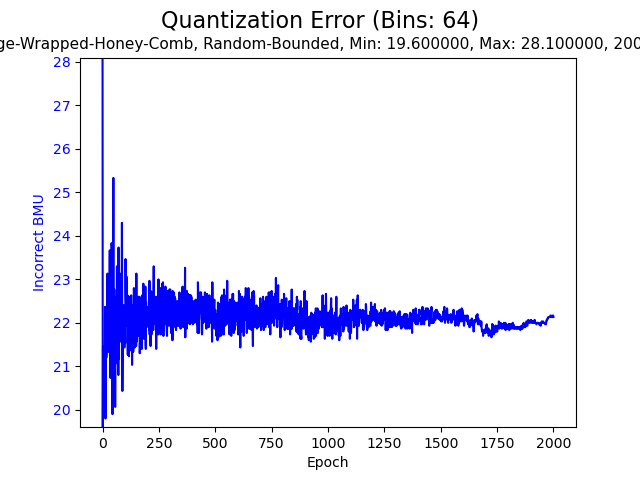 Quantization Error (Bins: 64)
ge-Wrapped-Honey-Comb, Random-Bounded, Min: 19.600000, Max: 28.100000, 200
28
27
26
25
24
23
22
21
20
Incorrect BMU
0 250 500 750 1000 1250 1500 1750 2000
Epoch